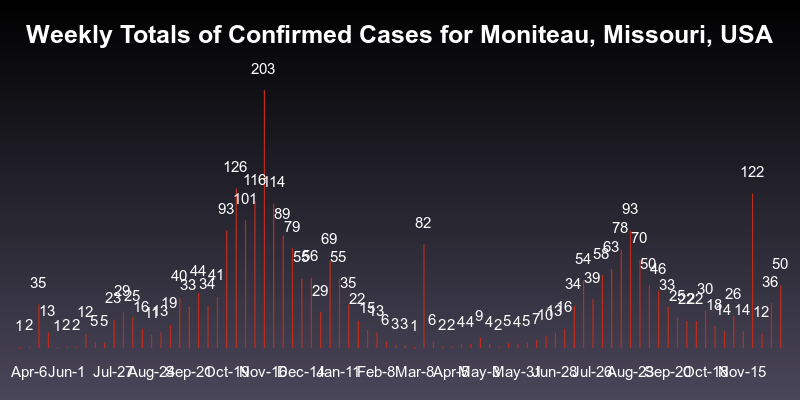 Weekly Totals of Confirmed Cases for Moniteau, Missouri, USA
1 2 35 13 1 2 2 12 5 5 23 29 25 16 11 13 19 40 33 44 34 41 93 126 101 116 203 114 89 79 55 56 29 69 55 35 22 15 13 6 3 3 1 82 6 2 2 4 4 9 4 2 5 4 5 7 10 13 16 34 54 39 58 63 78 93 70 50 46 33 25 22 22 30 18 14 26 14 122 12 36 50
Apr-6 Jun-1 Jul-27 Aug-24 Sep-21 Oct-19 Nov-16 Dec-14 Jan-11 Feb-8 Mar-8 Apr-5 May-3 May-31 Jun-28 Jul-26 Aug-23 Sep-20 Oct-18 Nov-15